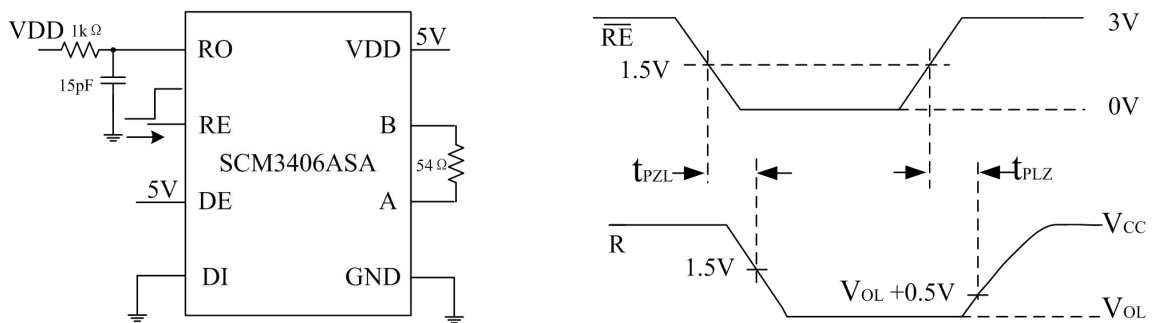 VDD 1kΩ
15pF
RO
VDD
5V
RE
B
SCM3406ASA
54Ω
5V
DE
A
DI
GND
RE
3V
1.5V
0V
tPZL
tPLZ
R
VCC
1.5V
VOL +0.5V
VOL